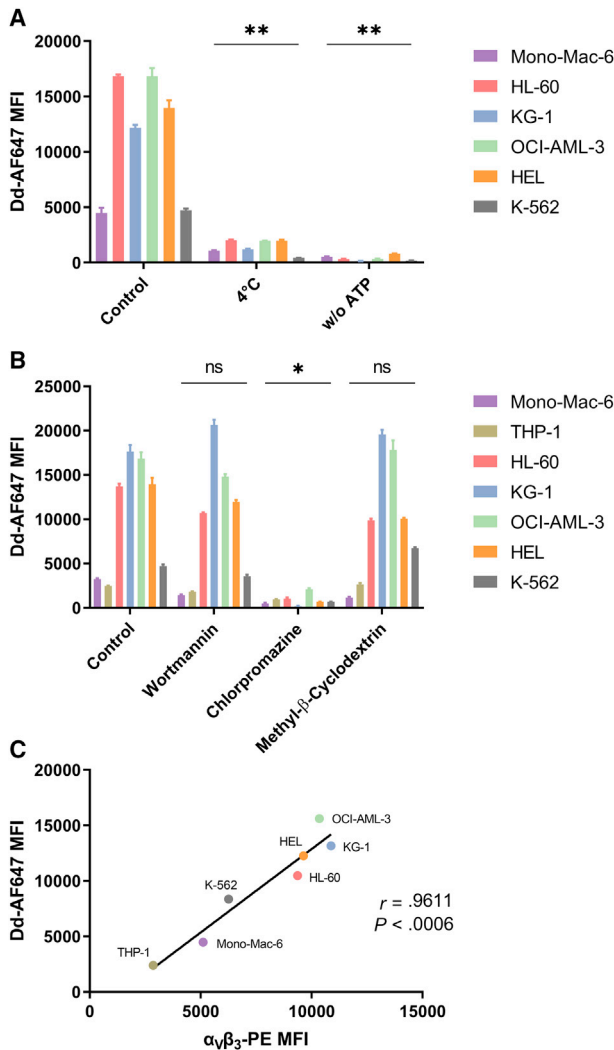 A
20000
15000
10000
5000
0
Dd-AF647 MFI
**
**
Control
4°C
w/o ATP
Mono-Mac-6
HL-60
KG-1
OCI-AML-3
HEL
K-562
B
25000
20000
15000
10000
5000
0
Dd-AF647 MFI
ns
*
ns
Control
Wortmannin
Chlorpromazine
Methyl-β-Cyclodextrin
Mono-Mac-6
THP-1
HL-60
KG-1
OCI-AML-3
HEL
K-562
C
20000
15000
10000
5000
0
Dd-AF647 MFI
OCI-AML-3
HEL
KG-1
HL-60
K-562
THP-1
Mono-Mac-6
r = .9611
P < .0006
0
5000
10000
15000
αVβ3-PE MFI